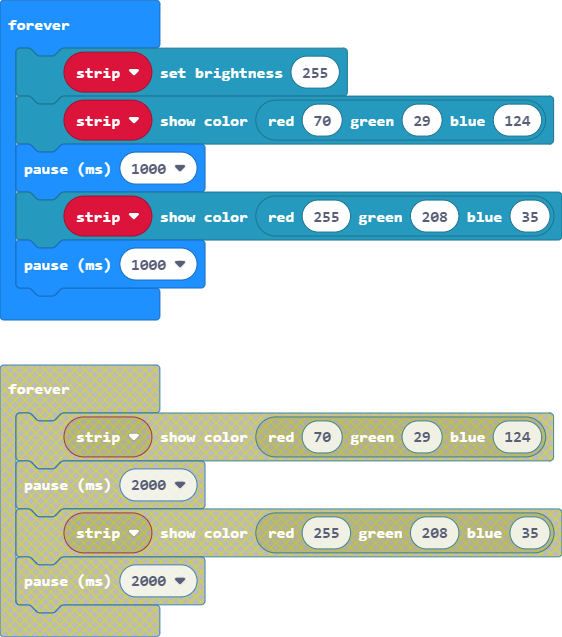 forever
strip set brightness 255
strip show color red 70 green 29 blue 124
pause (ms) 1000
strip show color red 255 green 208 blue 35
pause (ms) 1000
forever
strip show color red 70 green 29 blue 124
pause (ms) 2000
strip show color red 255 green 208 blue 35
pause (ms) 2000